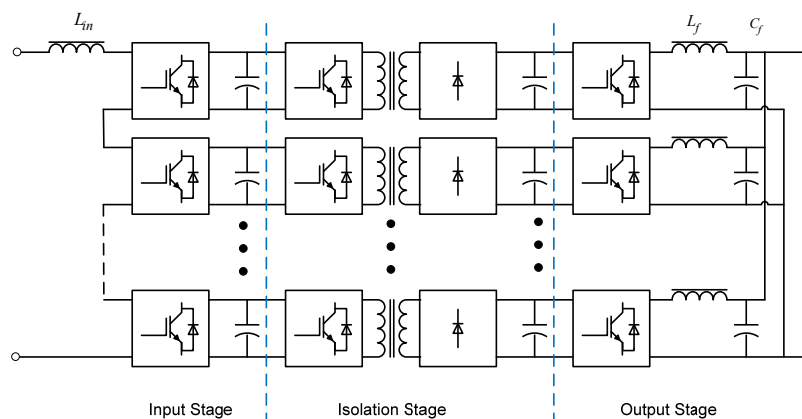 L_in
L_f
C_f
Input Stage
Isolation Stage
Output Stage